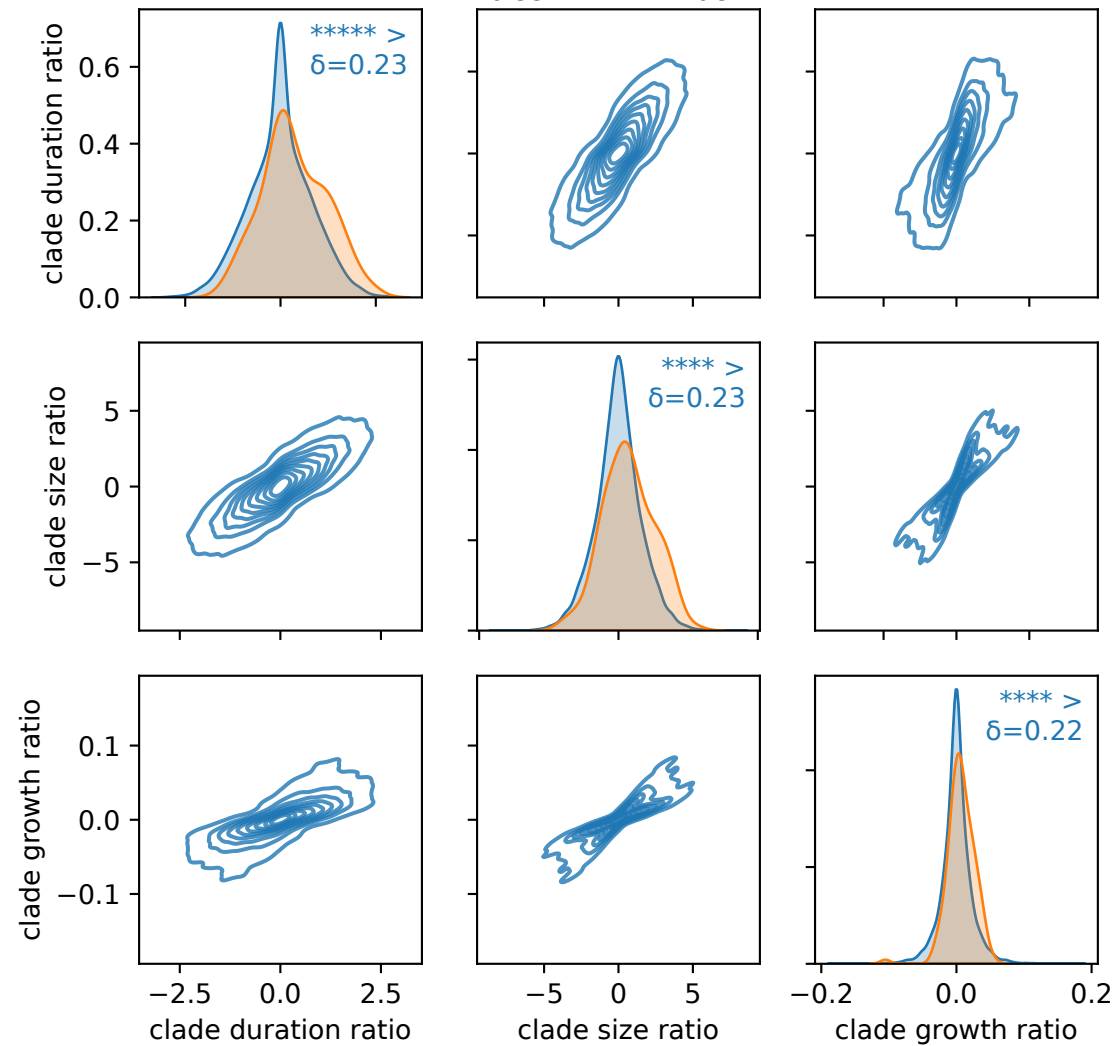 clade duration ratio
0.6
0.4
0.2
0.0
***** >
δ=0.23
clade size ratio
5
0
−5
**** >
δ=0.23
clade growth ratio
0.1
0.0
−0.1
**** >
δ=0.22
−2.5 0.0 2.5
−5 0 5
−0.2 0.0 0.2
clade duration ratio
clade size ratio
clade growth ratio